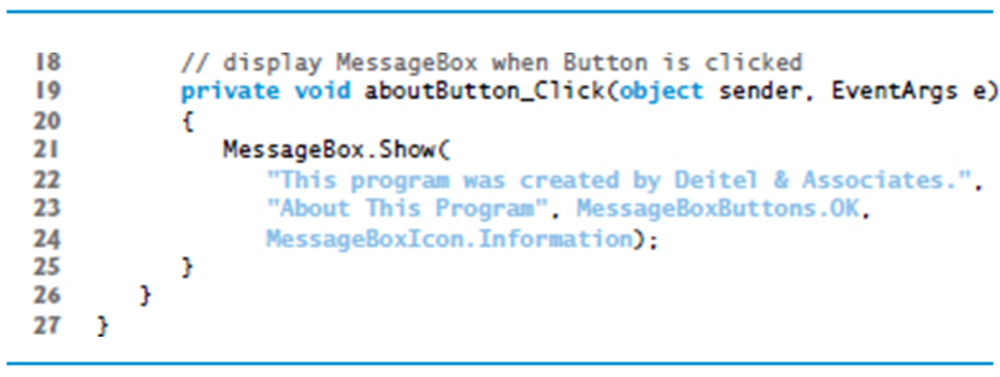 18 // display MessageBox when Button is clicked
19 private void aboutButton_Click(object sender, EventArgs e)
20 {
21 MessageBox.Show(
22 "This program was created by Deitel & Associates.",
23 "About This Program", MessageBoxButtons.OK,
24 MessageBoxIcon.Information);
25 }
26 }
27 }